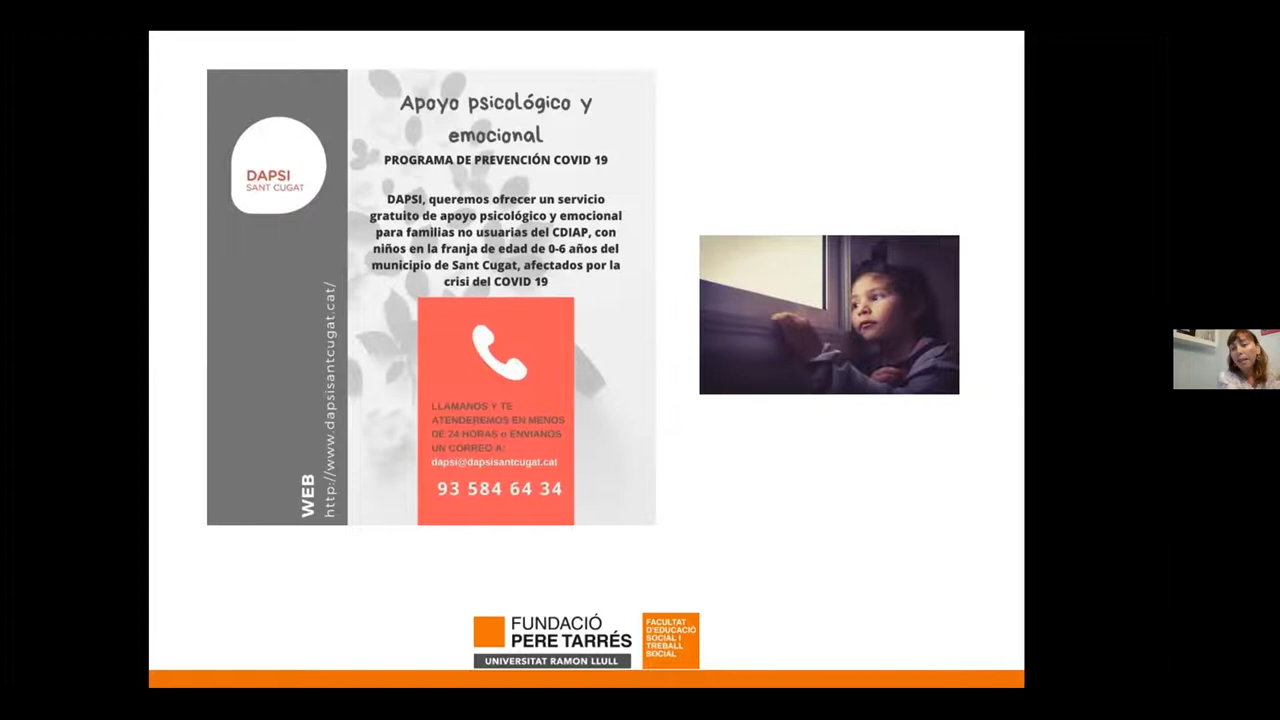 DAPSI
SANT CUGAT
WEB
http://www.dapsisantcugat.cat/
Apoyo psicológico y
emocional
PROGRAMA DE PREVENCIÓN COVID 19
DAPSI, queremos ofrecer un servicio
gratuito de apoyo psicológico y emocional
para familias no usuarias del CDIAP, con
niños en la franja de edad de 0-6 años del
municipio de Sant Cugat, afectados por la
crisi del COVID 19
LLÁMANOS Y TE
ATENDEREMOS EN MENOS
DE 24 HORAS o ENVIANOS
UN CORREO A:
dapsi@dapsisantcugat.cat
93 584 64 34
FUNDACIÓ
PERE TARRÉS
UNIVERSITAT RAMON LLULL
FACULTAT
D'EDUCACIÓ
SOCIAL I
TREBALL
SOCIAL